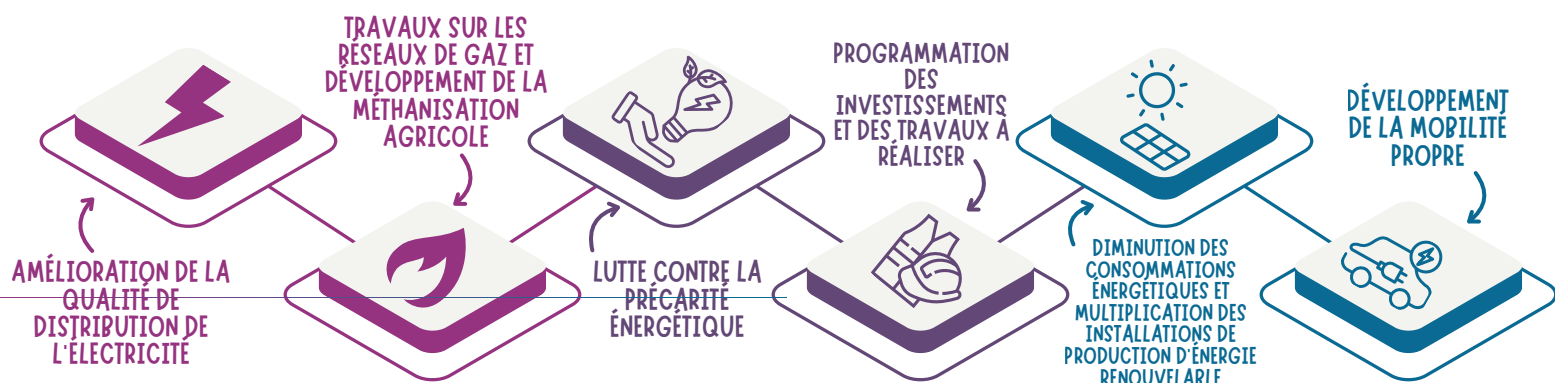 AMÉLIORATION DE LA
QUALITÉ DE
DISTRIBUTION DE
L'ÉLECTRICITÉ
TRAVAUX SUR LES
RÉSEAUX DE GAZ ET
DÉVELOPPEMENT DE LA
MÉTHANISATION
AGRICOLE
LUTTE CONTRE LA
PRÉCARITÉ
ÉNERGÉTIQUE
PROGRAMMATION
DES
INVESTISSEMENTS
ET DES TRAVAUX À
RÉALISER
DIMINUTION DES
CONSOMMATIONS
ÉNERGÉTIQUES ET
MULTIPLICATION DES
INSTALLATIONS DE
PRODUCTION D'ÉNERGIE
RENOUVELABLE
DÉVELOPPEMENT
DE LA MOBILITÉ
PROPRE